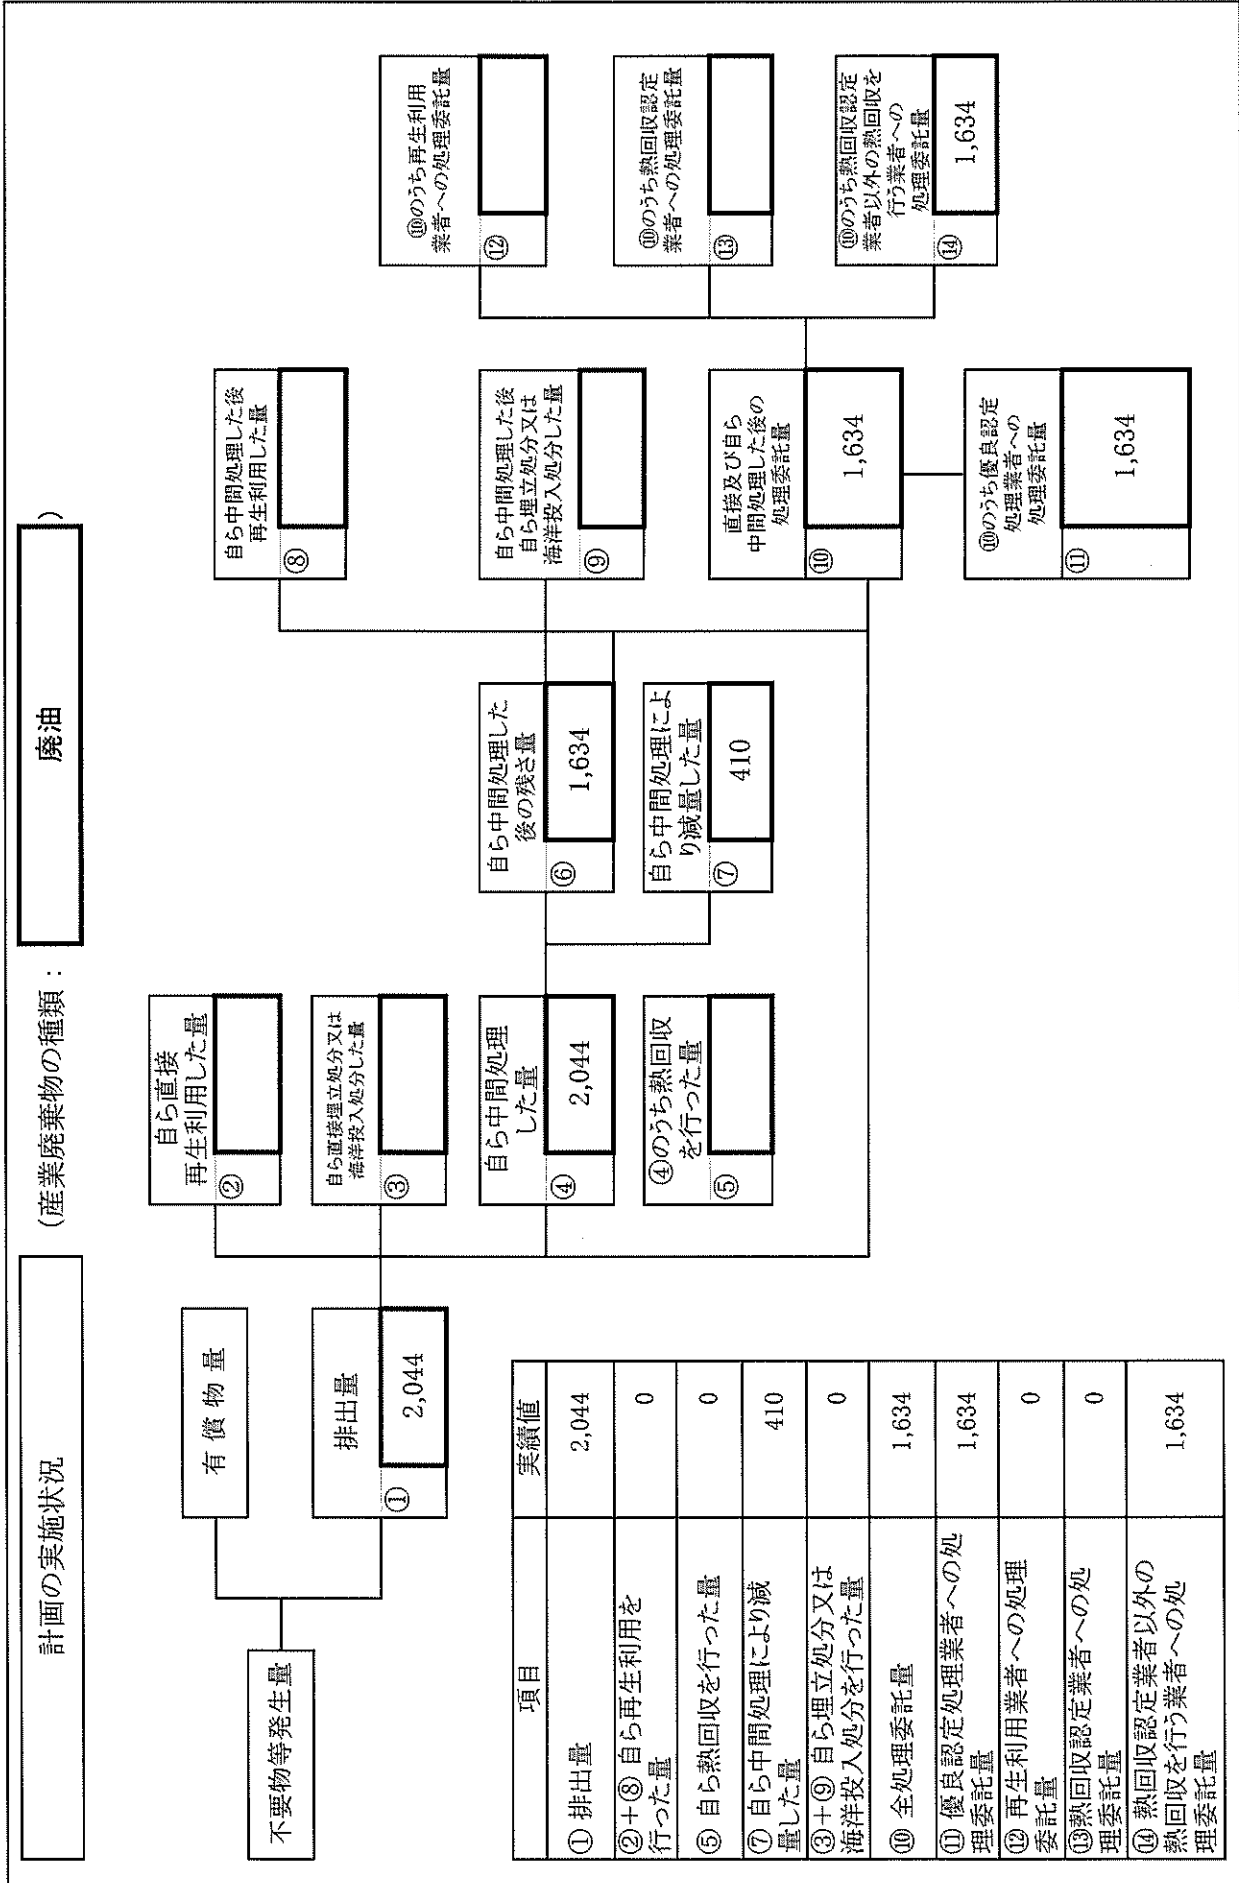 計画の実施状況
(産業廃棄物の種類：
廃油
)
不要物等発生量
有償物量
排出量
①
2,044
自ら直接
再生利用した量
②
自ら直接埋立処分又は
海洋投入処分した量
③
自ら中間処理
した量
④
2,044
④のうち熱回収
を行った量
⑤
自ら中間処理した
後の残さ量
⑥
1,634
自ら中間処理によ
り減量した量
⑦
410
自ら中間処理した後
再生利用した量
⑧
自ら中間処理した後
自ら埋立処分又は
海洋投入処分した量
⑨
直接及び自ら
中間処理した後の
処理委託量
⑩
1,634
⑩のうち優良認定
処理業者への
処理委託量
⑪
1,634
⑩のうち再生利用
業者への処理委託量
⑫
⑩のうち熱回収認定
業者への処理委託量
⑬
⑩のうち熱回収認定
業者以外の熱回収を
行う業者への
処理委託量
⑭
1,634
項目
実績値
① 排出量
2,044
②＋⑧ 自ら再生利用を
行った量
0
⑤ 自ら熱回収を行った量
0
⑦ 自ら中間処理により減
量した量
410
③＋⑨ 自ら埋立処分又は
海洋投入処分を行った量
0
⑩ 全処理委託量
1,634
⑪ 優良認定処理業者への処
理委託量
1,634
⑫ 再生利用業者への処理
委託量
0
⑬熱回収認定業者への処
理委託量
0
⑭ 熱回収認定業者以外の
熱回収を行う業者への処
理委託量
1,634